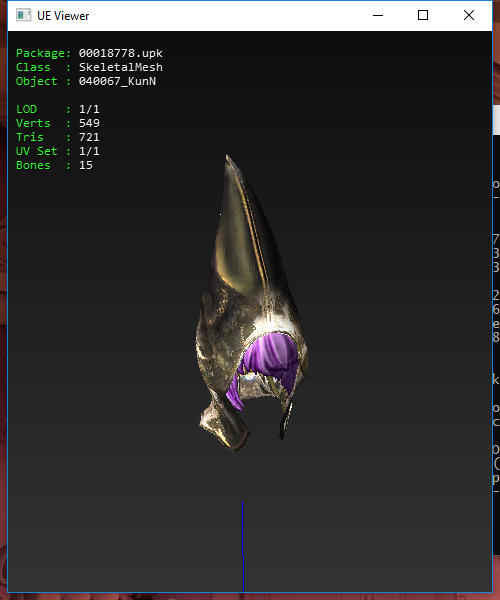 UE Viewer
Package: 00018778.upk
Class : SkeletalMesh
Object : 040067_KunN
LOD : 1/1
Verts : 549
Tris : 721
UV Set : 1/1
Bones : 15